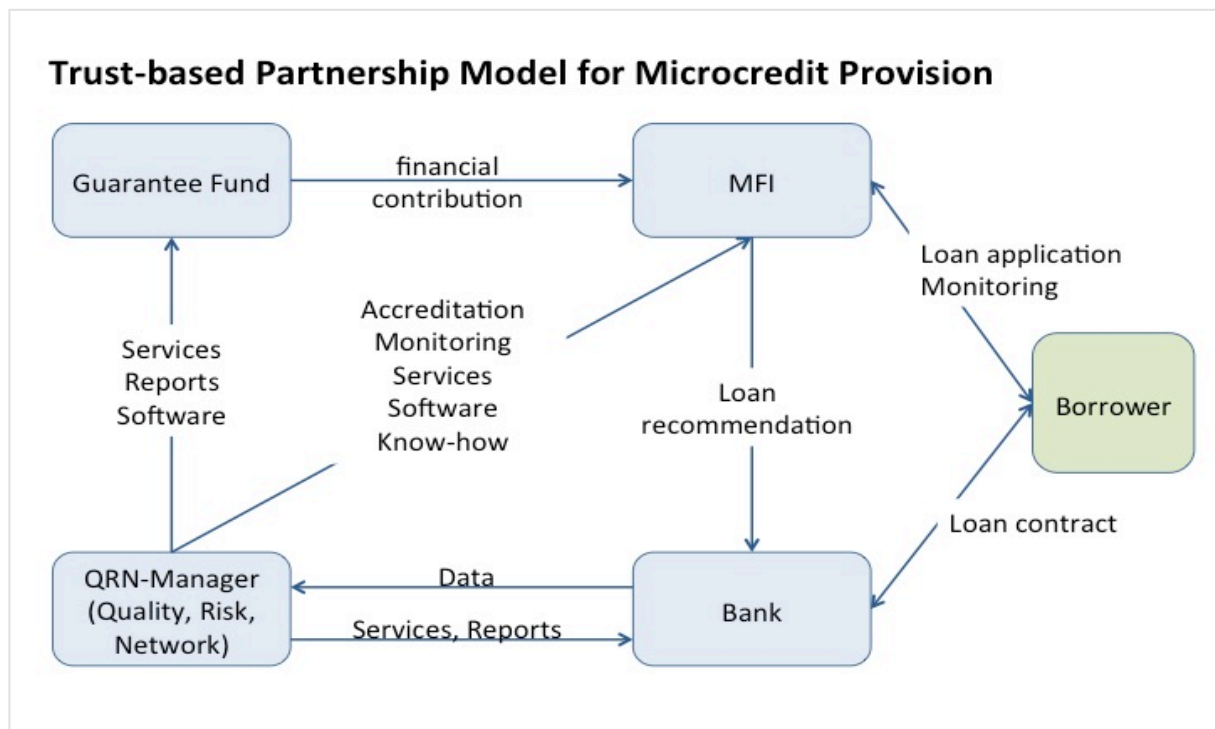 Trust-based Partnership Model for Microcredit Provision
Guarantee Fund
financial
contribution
MFI
Loan application
Monitoring
Accreditation
Monitoring
Services
Software
Know-how
Services
Reports
Software
Loan
recommendation
Borrower
Loan contract
QRN-Manager
(Quality, Risk,
Network)
Data
Services, Reports
Bank